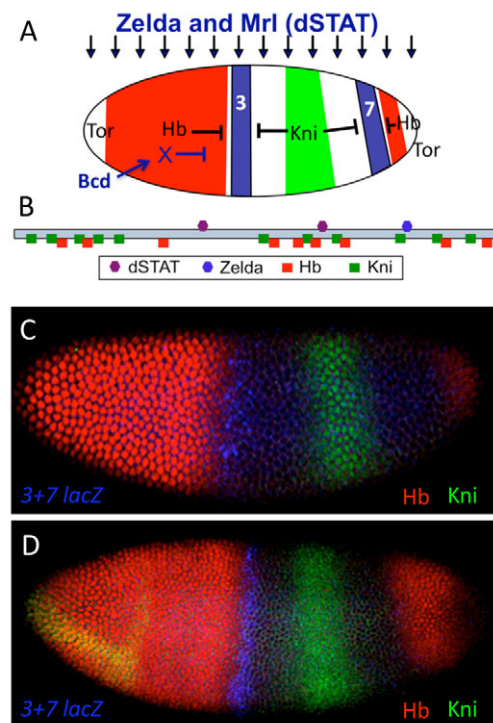 A
Zelda and Mrl (dSTAT)
3
7
Hb
Kni
Hb
Tor
X
Tor
Bcd
B
dSTAT Zelda Hb Kni
C
3+7 lacZ
Hb Kni
D
3+7 lacZ
Hb Kni